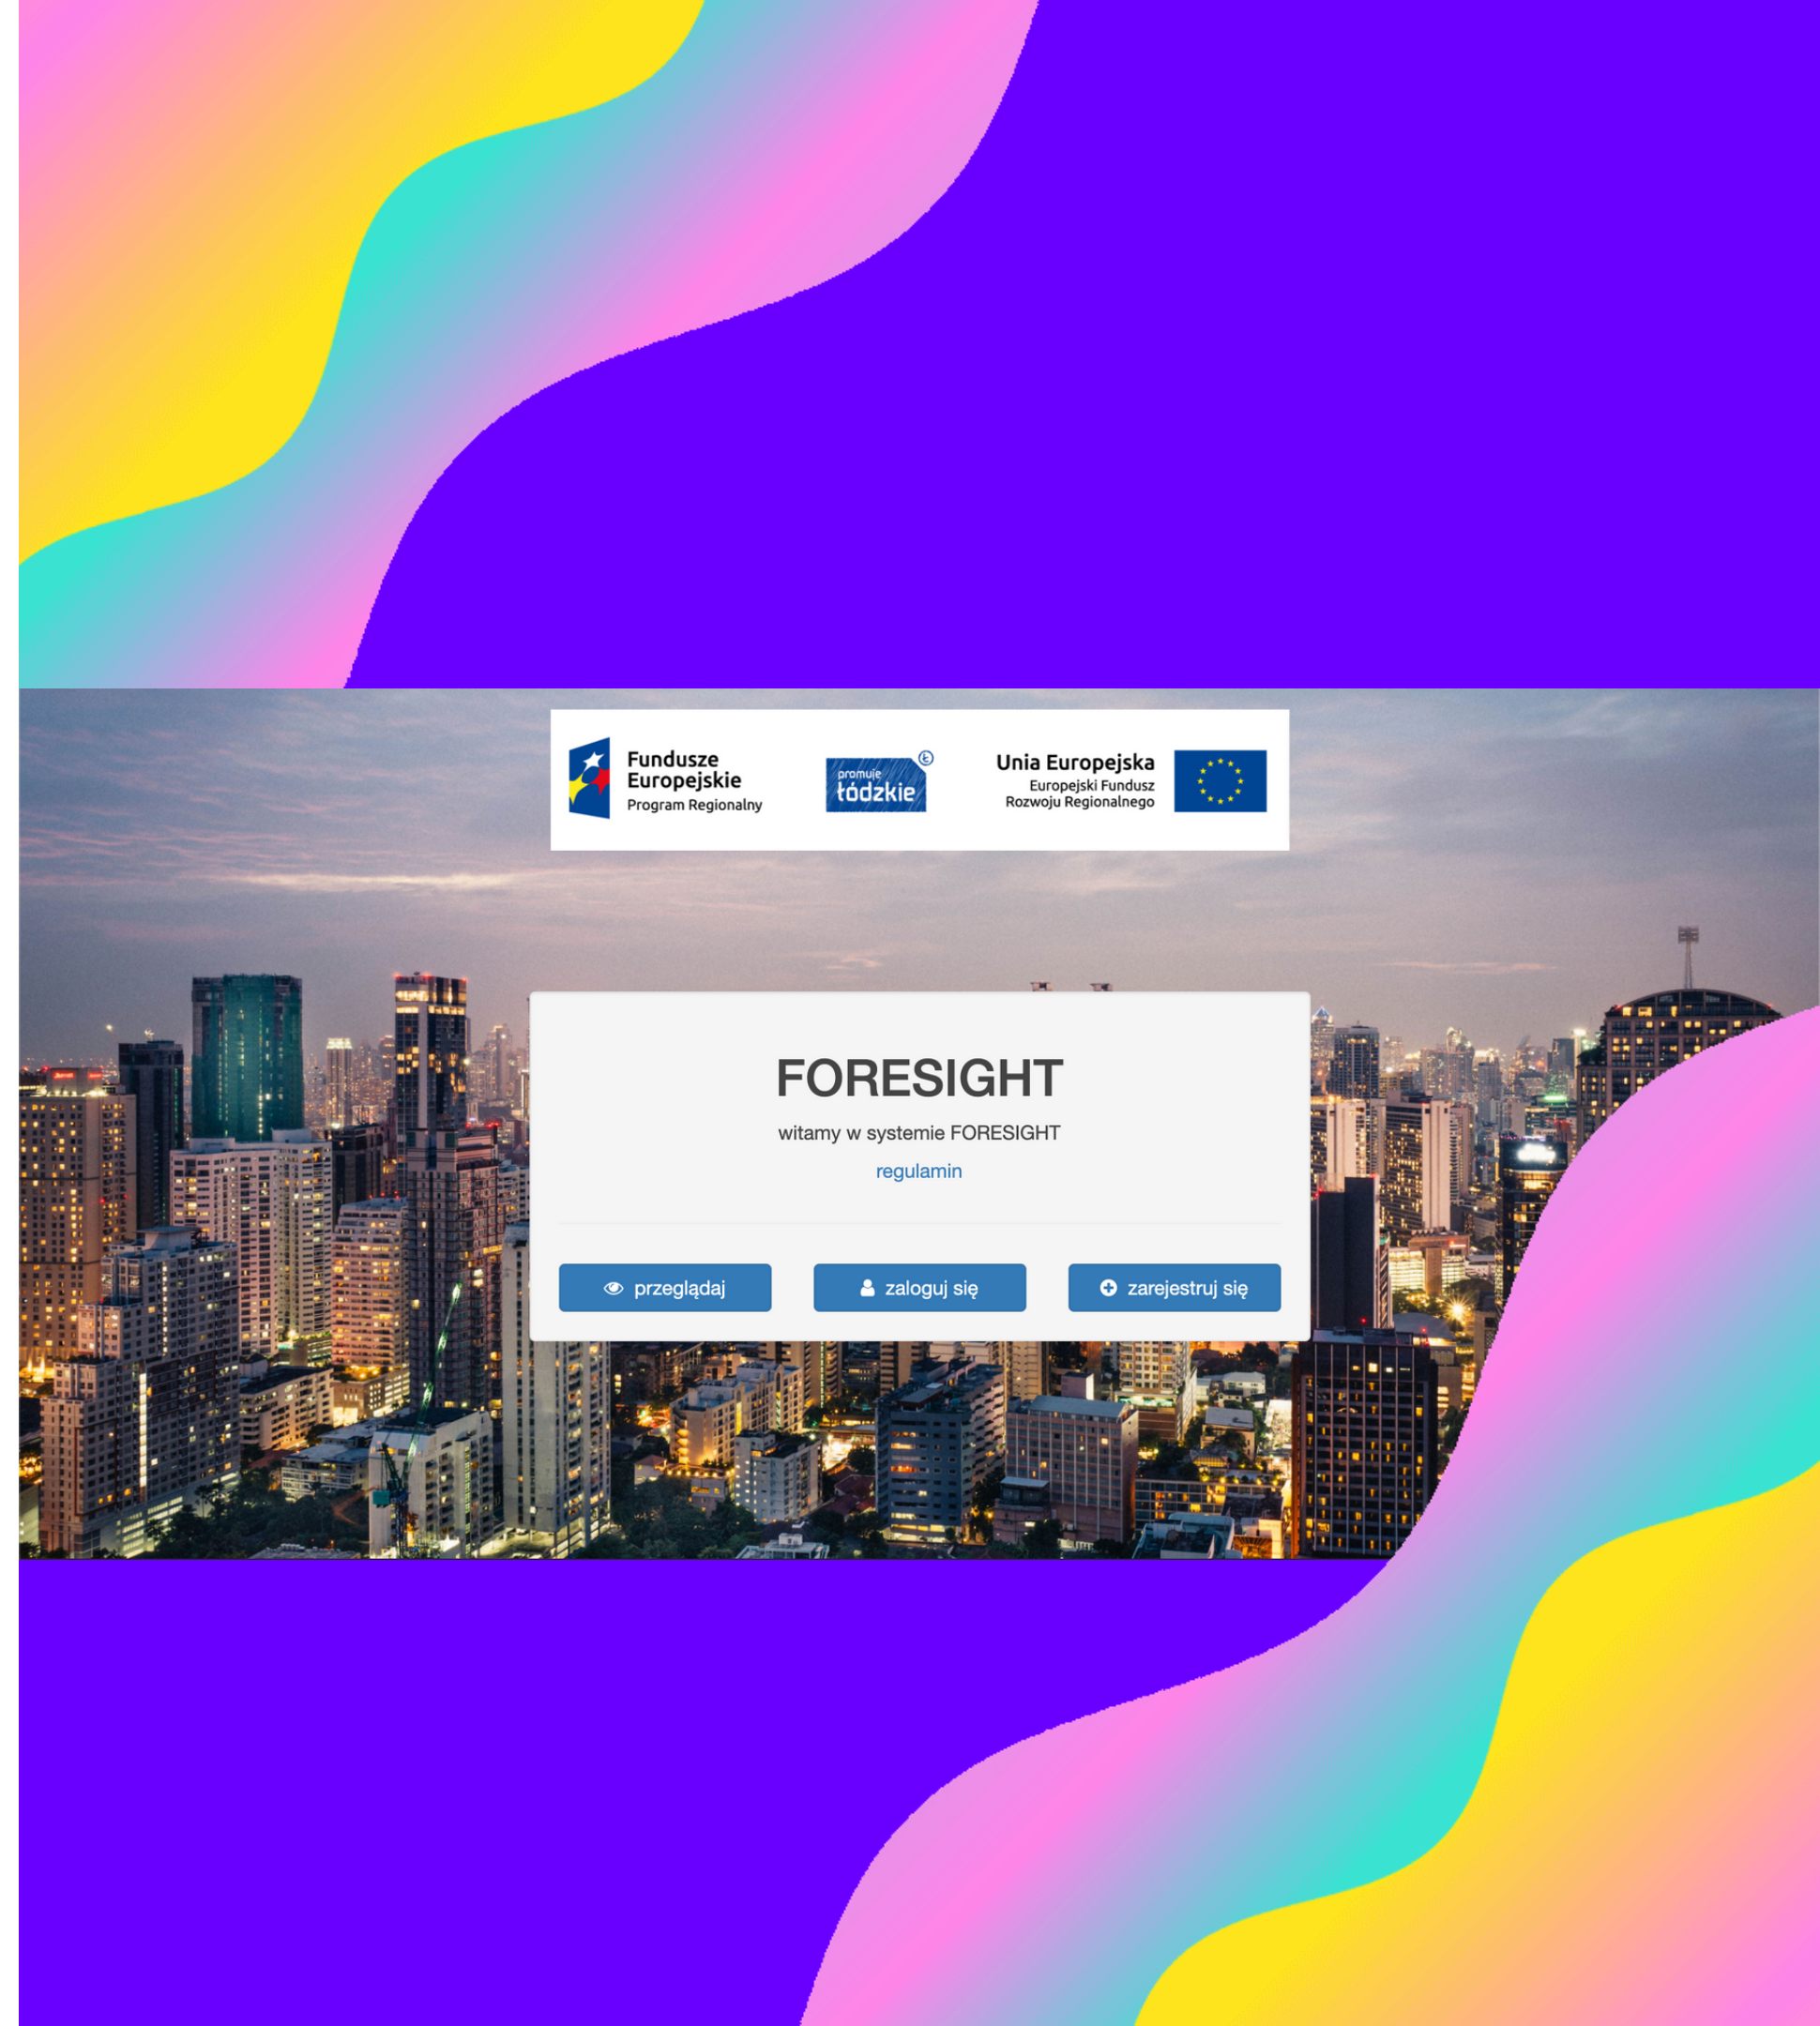 Fundusze
Europejskie
Program Regionalny
promuje
łódzkie
Ł
Unia Europejska
Europejski Fundusz
Rozwoju Regionalnego
FORESIGHT
witamy w systemie FORESIGHT
regulamin
przeglądaj
zaloguj się
zarejestruj się